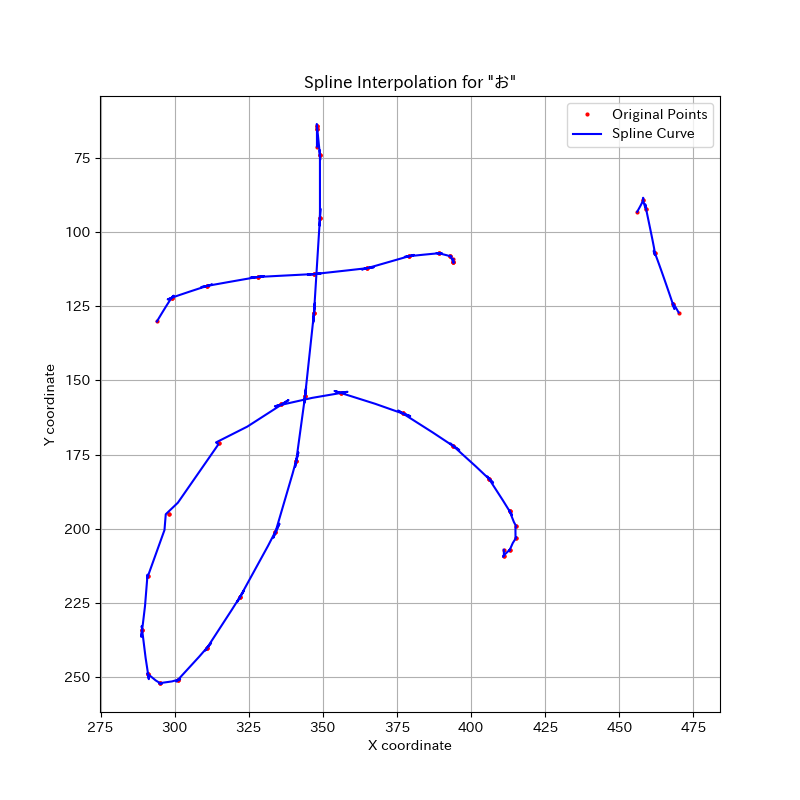 Spline Interpolation for "お"
Original Points
Spline Curve
Y coordinate
75
100
125
150
175
200
225
250
275 300 325 350 375 400 425 450 475
X coordinate
お